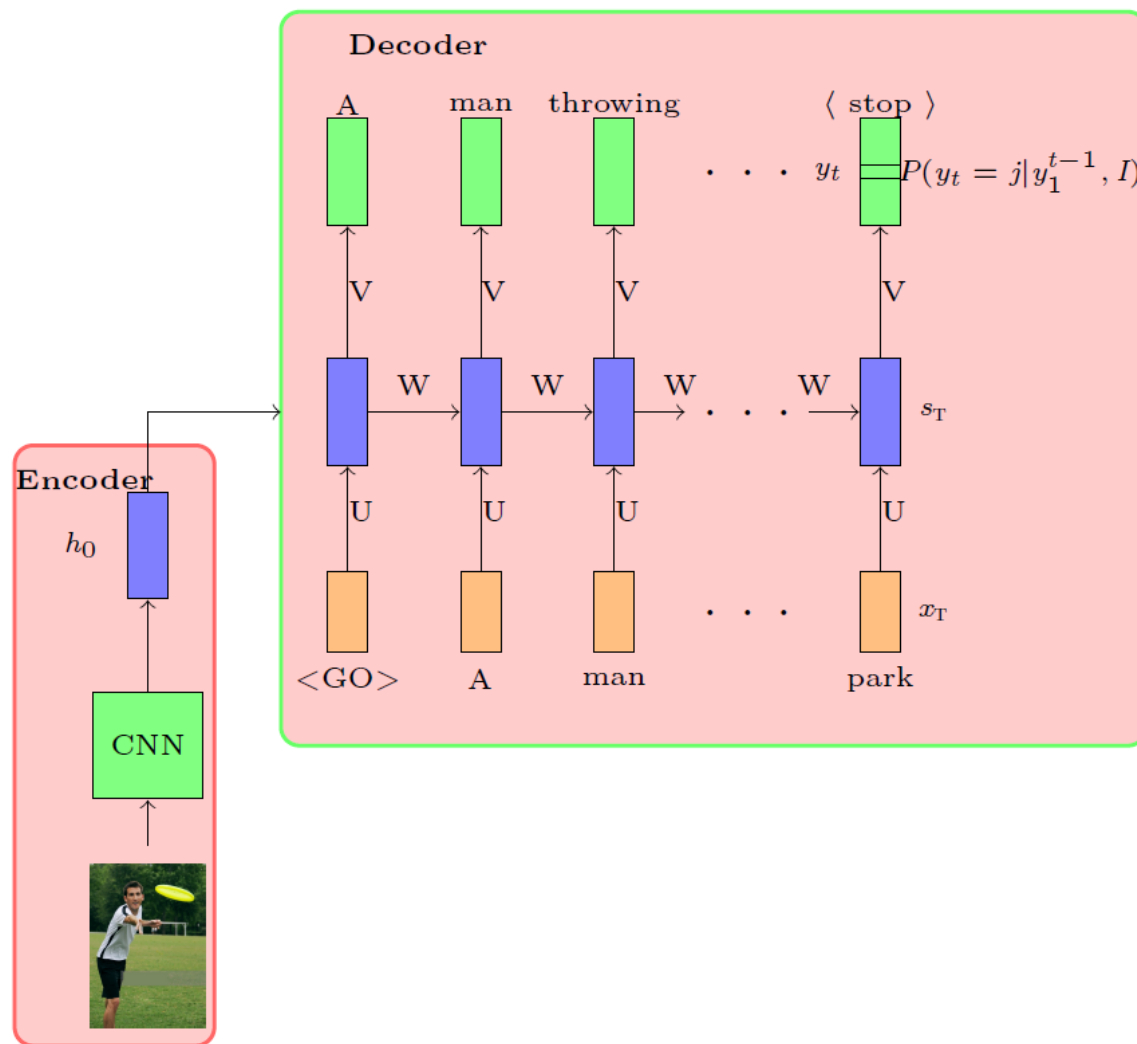 Decoder
A man throwing ⟨ stop ⟩
· · · y_t P(y_t = j|y_1^{t−1}, I)
V V V V
W W W · · · W s_T
Encoder
U U U U
h_0
· · · x_T
<GO> A man park
CNN